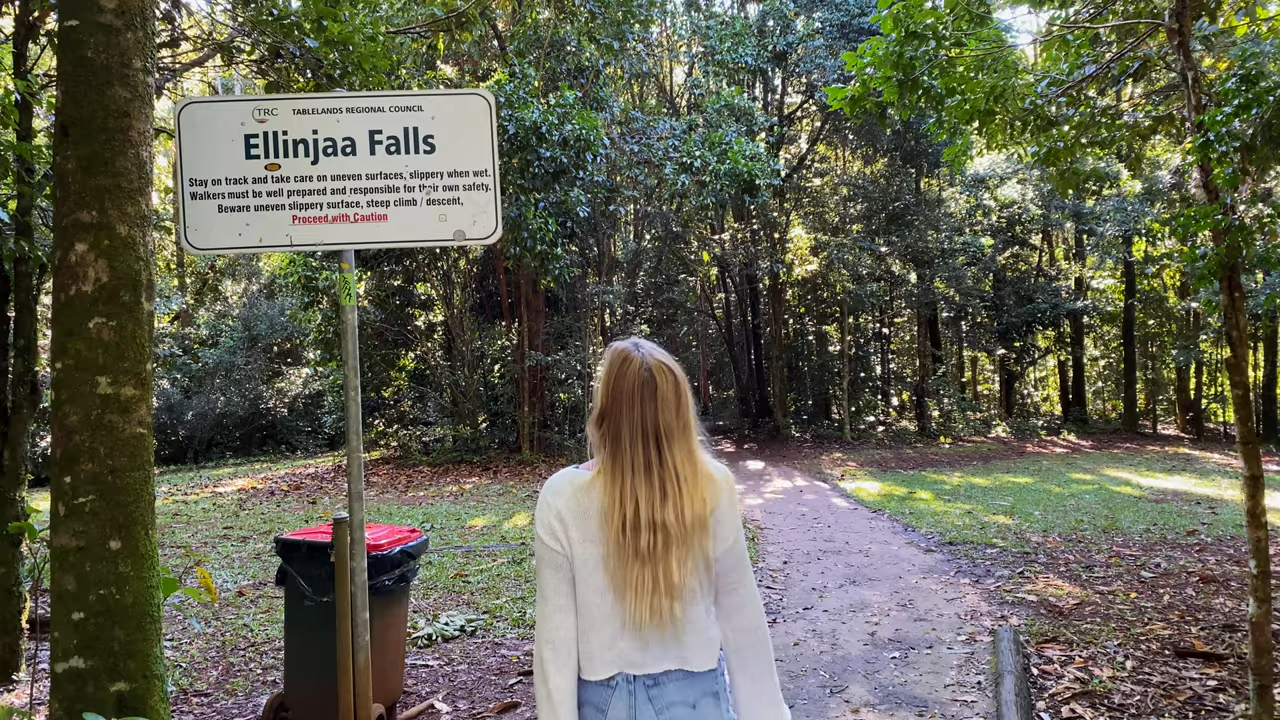 TRC TABLELANDS REGIONAL COUNCIL
Ellinjaa Falls
Stay on track and take care on uneven surfaces, slippery when wet.
Walkers must be well prepared and responsible for their own safety.
Beware uneven slippery surface, steep climb / descent,
Proceed with Caution